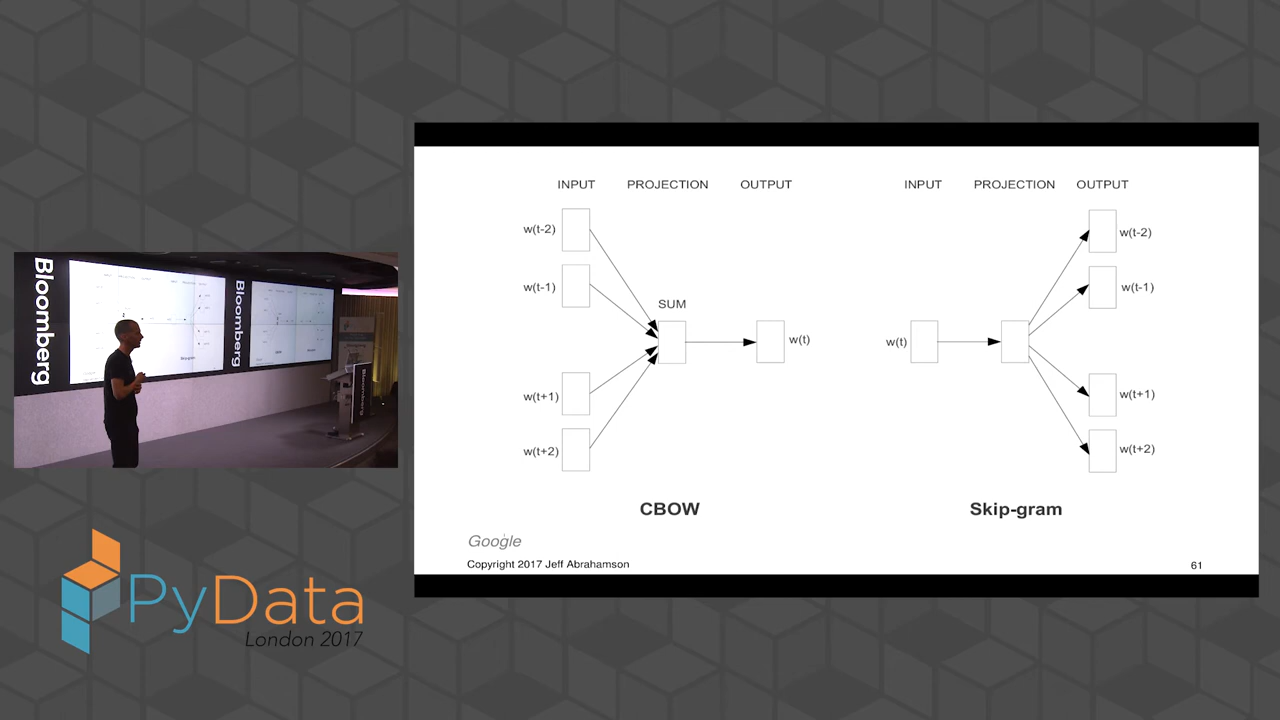 Bloomberg
Bloomberg
Bloomberg
PyData
London 2017
INPUT PROJECTION OUTPUT
w(t-2)
w(t-1)
SUM
w(t)
w(t+1)
w(t+2)
CBOW
INPUT PROJECTION OUTPUT
w(t-2)
w(t-1)
w(t)
w(t+1)
w(t+2)
Skip-gram
Google
Copyright 2017 Jeff Abrahamson
61